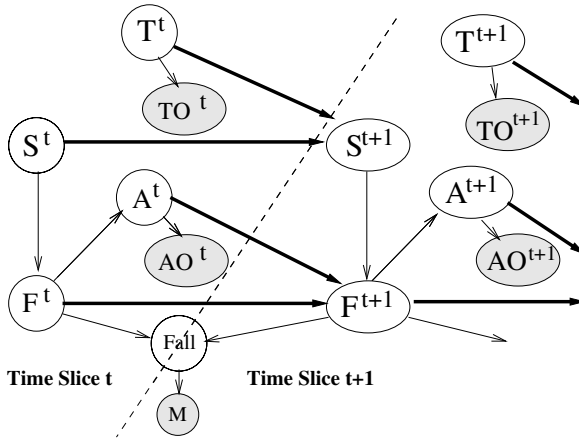 T^t
T^t+1
TO^t
TO^t+1
S^t
S^t+1
A^t
A^t+1
AO^t
AO^t+1
F^t
F^t+1
Fall
Time Slice t
Time Slice t+1
M